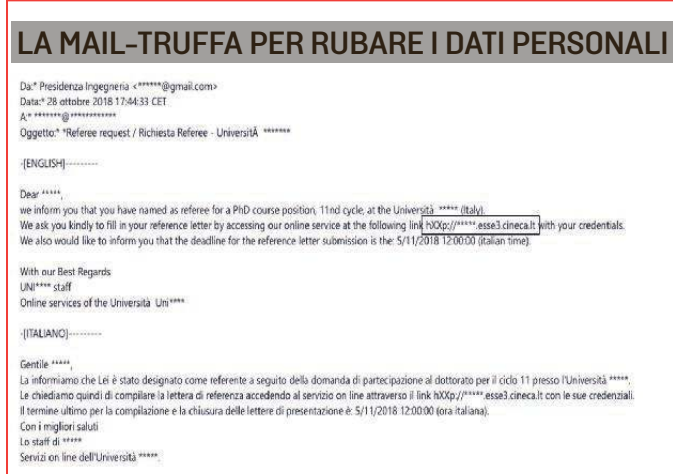 LA MAIL-TRUFFA PER RUBARE I DATI PERSONALI
Da:* Presidenza Ingegneria <******@gmail.com>
Data:* 28 ottobre 2018 17:44:33 CET
A:* *******@************
Oggetto:* *Referee request / Richiesta Referee - UniversitÃ *******
-[ENGLISH]---------
Dear *****,
we inform you that you have named as referee for a PhD course position, 11nd cycle, at the Università ***** (Italy).
We ask you kindly to fill in your reference letter by accessing our online service at the following link hXXp://*****.esse3.cineca.lt with your credentials.
We also would like to inform you that the deadline for the reference letter submission is the: 5/11/2018 12:00:00 (italian time).
With our Best Regards
UNI**** staff
Online services of the Università Uni****
-[ITALIANO]---------
Gentile *****,
La informiamo che Lei è stato designato come referente a seguito della domanda di partecipazione al dottorato per il ciclo 11 presso l'Università *****.
Le chiediamo quindi di compilare la lettera di referenza accedendo al servizio on line attraverso il link hXXp://*****.esse3.cineca.lt con le sue credenziali.
Il termine ultimo per la compilazione e la chiusura delle lettere di presentazione è: 5/11/2018 12:00:00 (ora italiana).
Con i migliori saluti
Lo staff di *****
Servizi on line dell'Università *****.